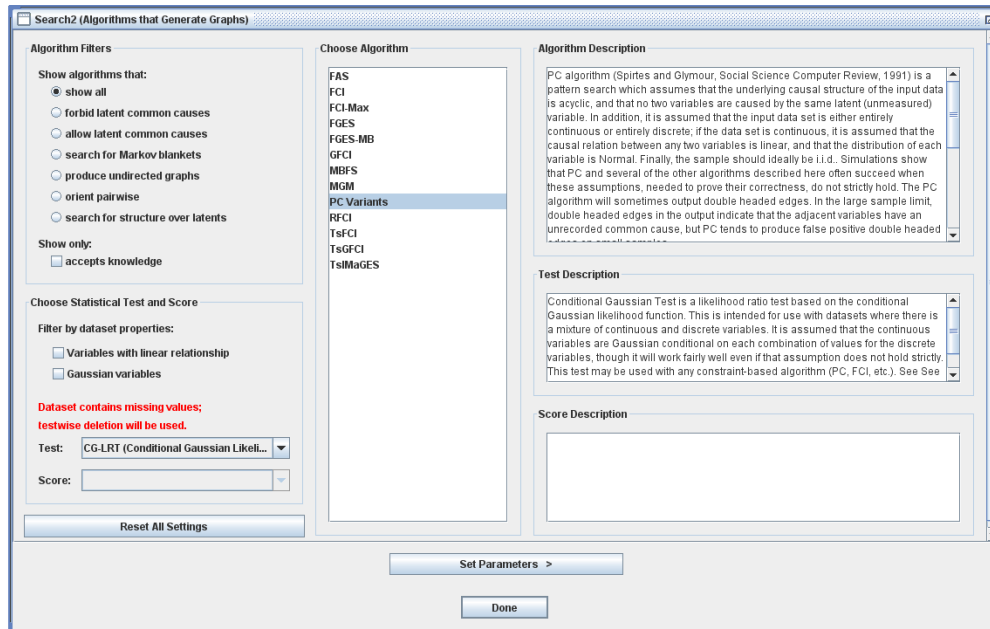 Search2 (Algorithms that Generate Graphs)
Algorithm Filters
Show algorithms that:
show all
forbid latent common causes
allow latent common causes
search for Markov blankets
produce undirected graphs
orient pairwise
search for structure over latents
Show only:
accepts knowledge
Choose Statistical Test and Score
Filter by dataset properties:
Variables with linear relationship
Gaussian variables
Dataset contains missing values;
testwise deletion will be used.
Test: CG-LRT (Conditional Gaussian Likeli...
Score:
Reset All Settings
Choose Algorithm
FAS
FCI
FCI-Max
FGES
FGES-MB
GFCI
MBFS
MGM
PC Variants
RFCI
TsFCI
TsGFCI
TsIMaGES
Algorithm Description
PC algorithm (Spirtes and Glymour, Social Science Computer Review, 1991) is a
pattern search which assumes that the underlying causal structure of the input data
is acyclic, and that no two variables are caused by the same latent (unmeasured)
variable. In addition, it is assumed that the input data set is either entirely
continuous or entirely discrete; if the data set is continuous, it is assumed that the
causal relation between any two variables is linear, and that the distribution of each
variable is Normal. Finally, the sample should ideally be i.i.d.. Simulations show
that PC and several of the other algorithms described here often succeed when
these assumptions, needed to prove their correctness, do not strictly hold. The PC
algorithm will sometimes output double headed edges. In the large sample limit,
double headed edges in the output indicate that the adjacent variables have an
unrecorded common cause, but PC tends to produce false positive double headed
edges on small samples.
Test Description
Conditional Gaussian Test is a likelihood ratio test based on the conditional
Gaussian likelihood function. This is intended for use with datasets where there is
a mixture of continuous and discrete variables. It is assumed that the continuous
variables are Gaussian conditional on each combination of values for the discrete
variables, though it will work fairly well even if that assumption does not hold strictly.
This test may be used with any constraint-based algorithm (PC, FCI, etc.). See See
Score Description
Set Parameters >
Done